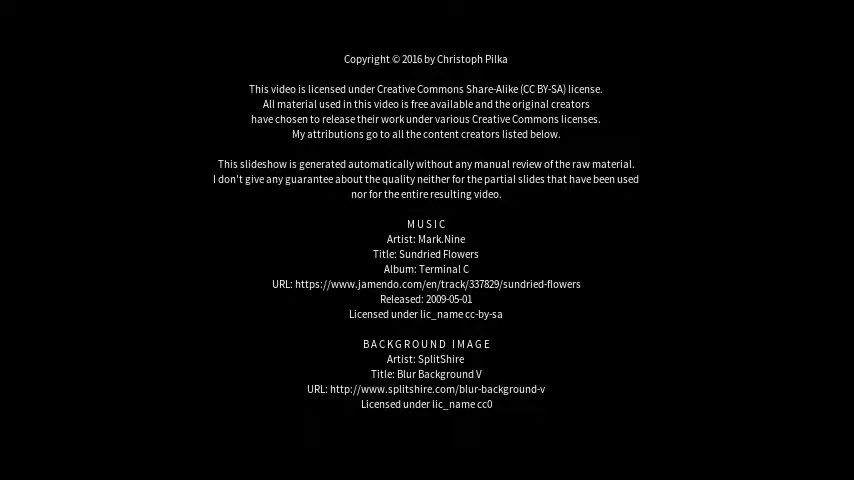 Copyright © 2016 by Christoph Pilka
This video is licensed under Creative Commons Share-Alike (CC BY-SA) license.
All material used in this video is free available and the original creators
have chosen to release their work under various Creative Commons licenses.
My attributions go to all the content creators listed below.
This slideshow is generated automatically without any manual review of the raw material.
I don't give any guarantee about the quality neither for the partial slides that have been used
nor for the entire resulting video.
MUSIC
Artist: Mark.Nine
Title: Sundried Flowers
Album: Terminal C
URL: https://www.jamendo.com/en/track/337829/sundried-flowers
Released: 2009-05-01
Licensed under lic_name cc-by-sa
BACKGROUND IMAGE
Artist: SplitShire
Title: Blur Background V
URL: http://www.splitshire.com/blur-background-v
Licensed under lic_name cc0